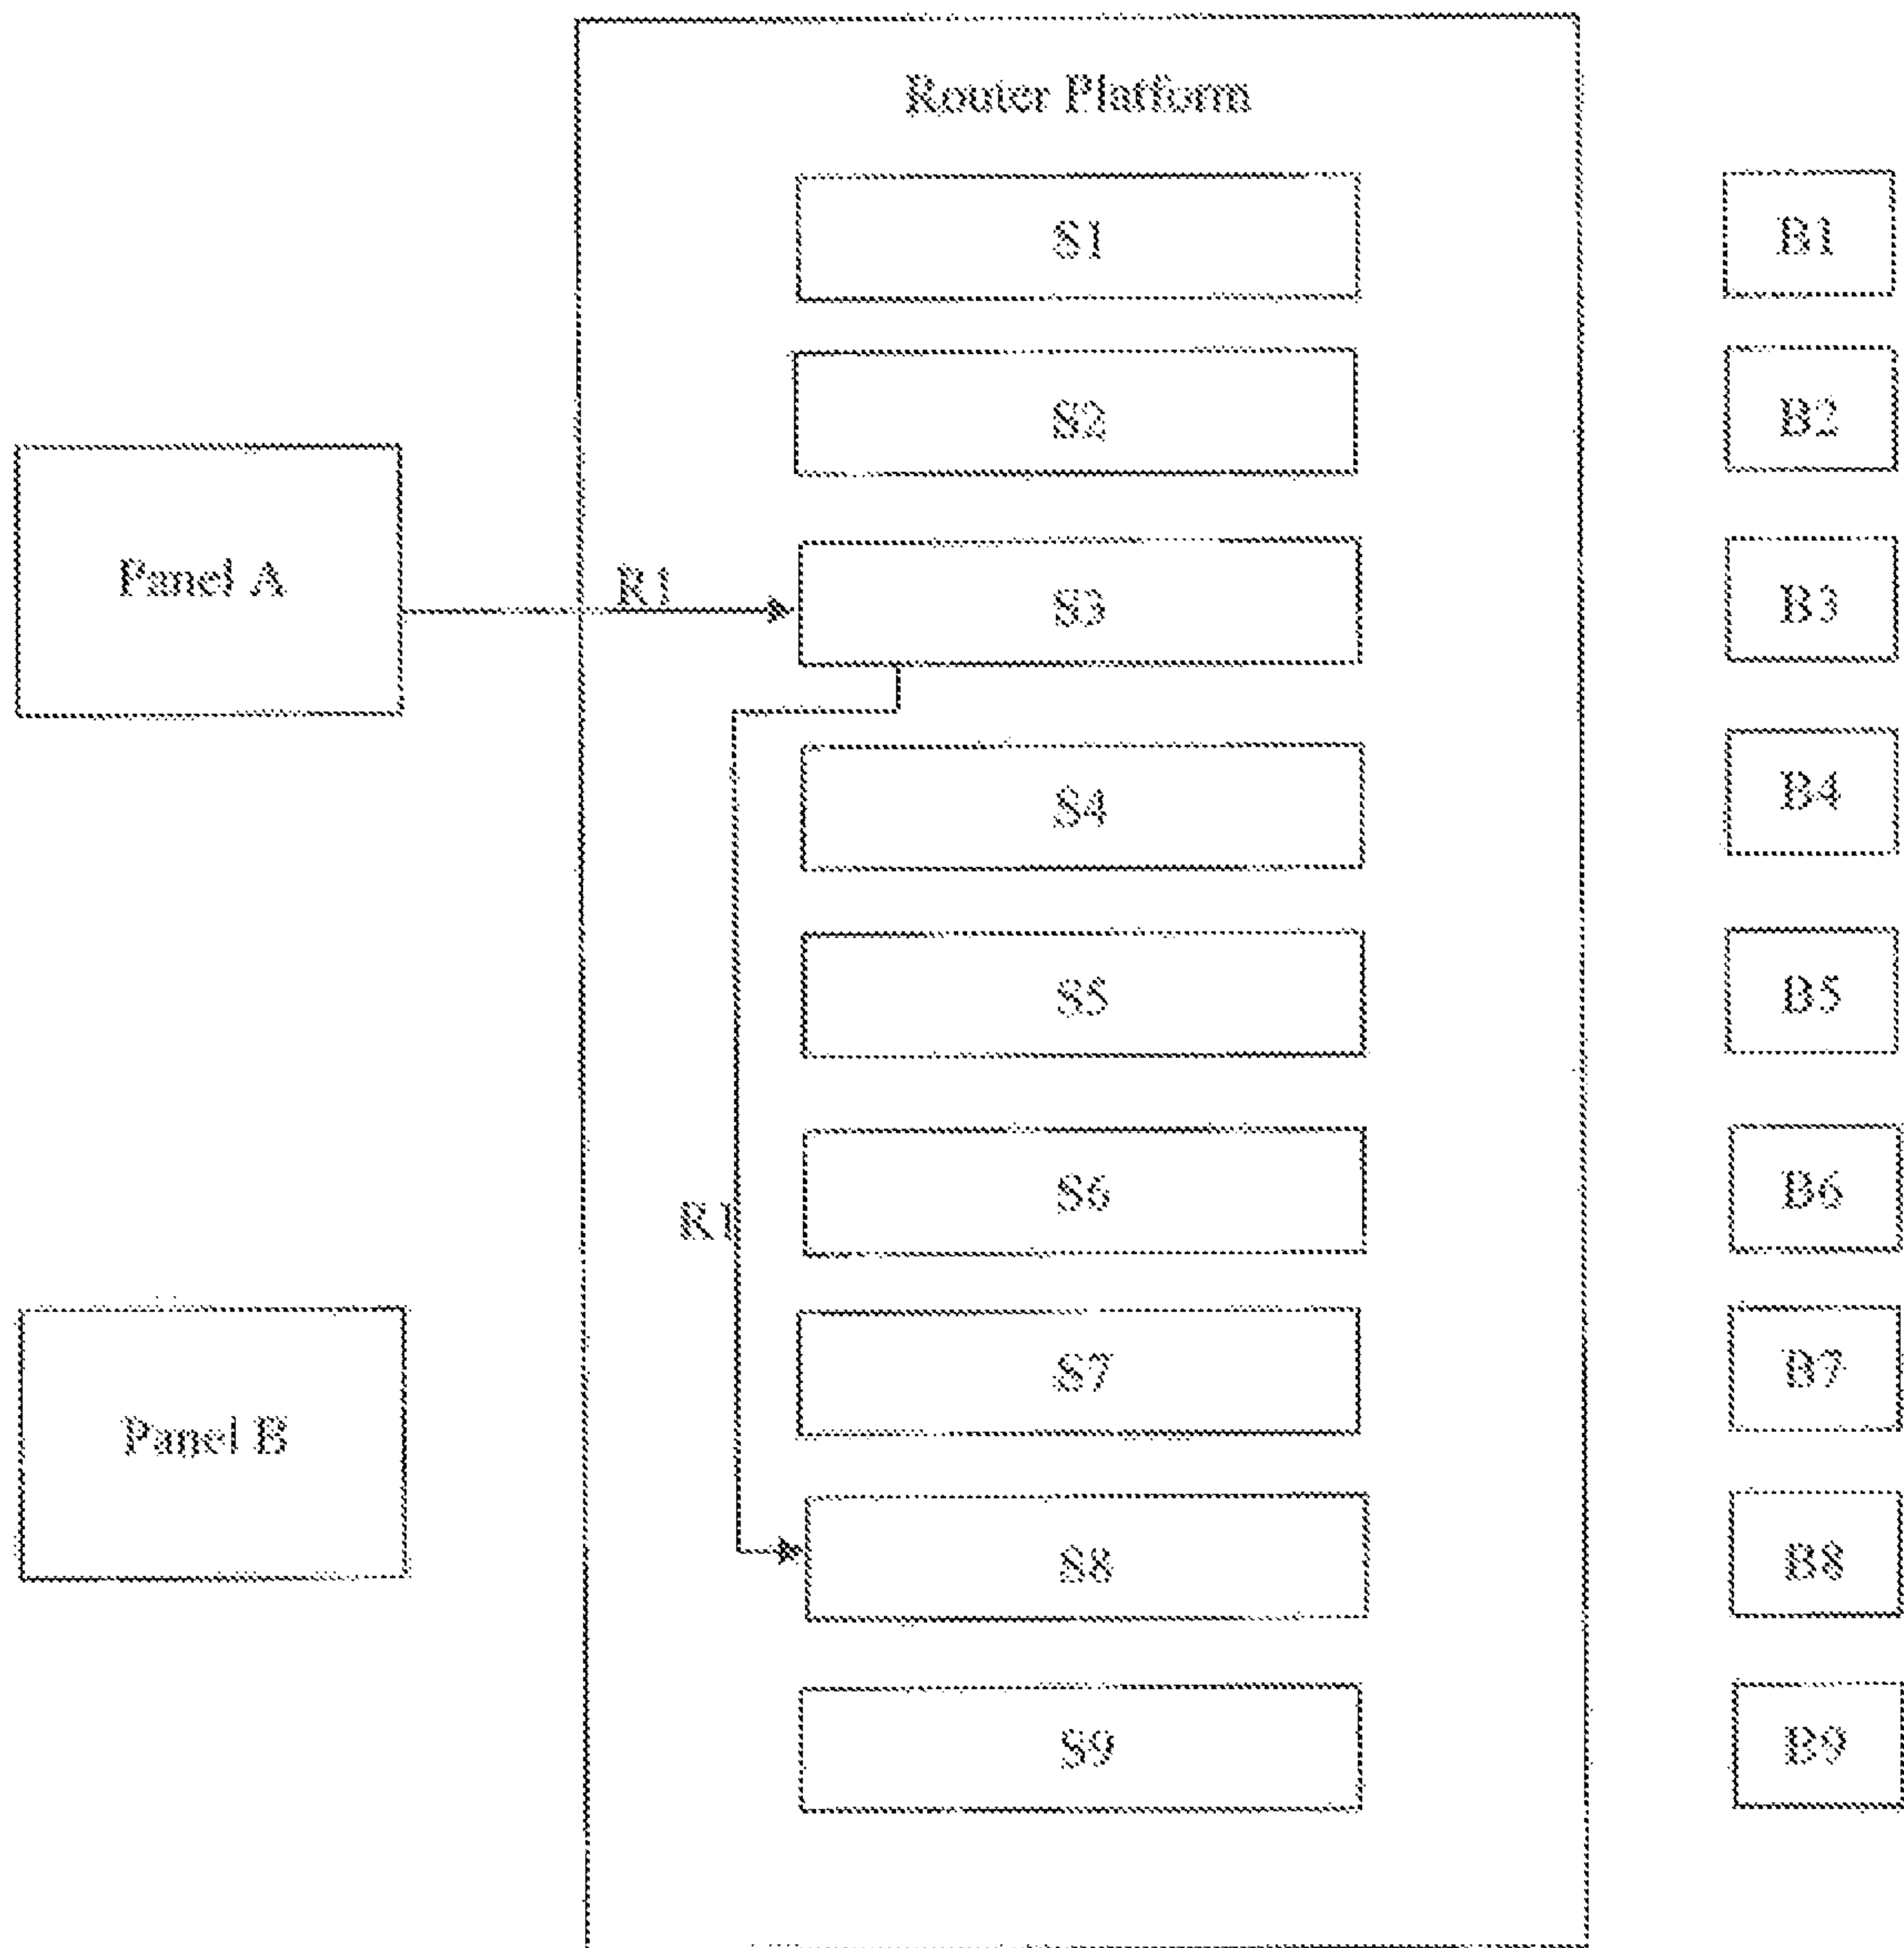 Router Platform
S1
B1
S2
B2
Panel A
R1
S3
B3
S4
B4
S5
B5
S6
B6
R1
S7
B7
Panel B
S8
B8
S9
B9